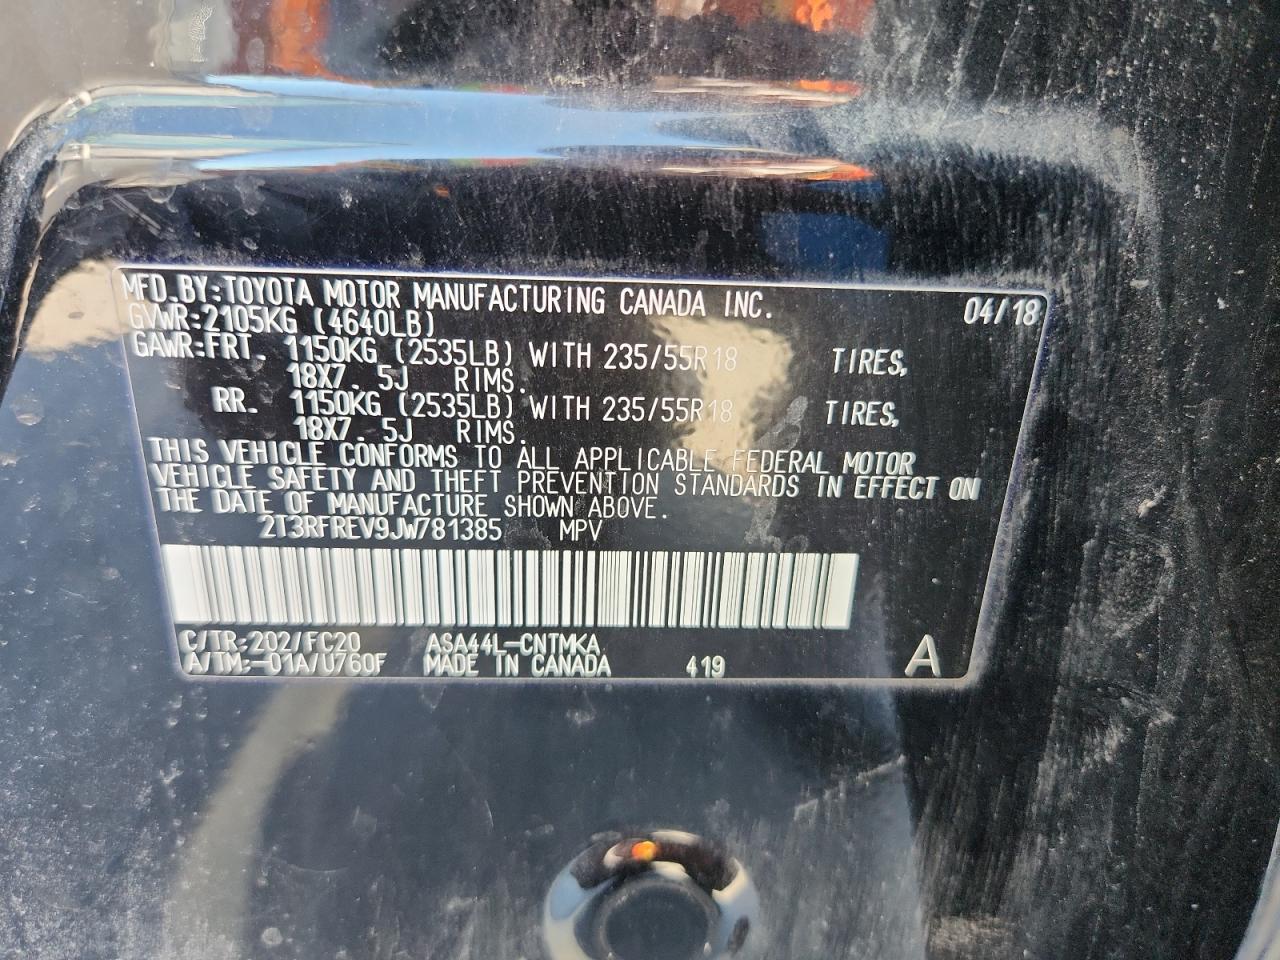 MFD.BY:TOYOTA MOTOR MANUFACTURING CANADA INC. 04/18
GVWR:2105KG (4640LB)
GAWR:FRT. 1150KG (2535LB) WITH 235/55R18 TIRES,
18X7.5J RIMS.
RR. 1150KG (2535LB) WITH 235/55R18 TIRES,
18X7.5J RIMS.
THIS VEHICLE CONFORMS TO ALL APPLICABLE FEDERAL MOTOR
VEHICLE SAFETY AND THEFT PREVENTION STANDARDS IN EFFECT ON
THE DATE OF MANUFACTURE SHOWN ABOVE.
2T3RFREV9JW781385 MPV
C/TR:202/FC20 ASA44L-CNTMKA
A/TM:-01A/U760F MADE IN CANADA 419 A